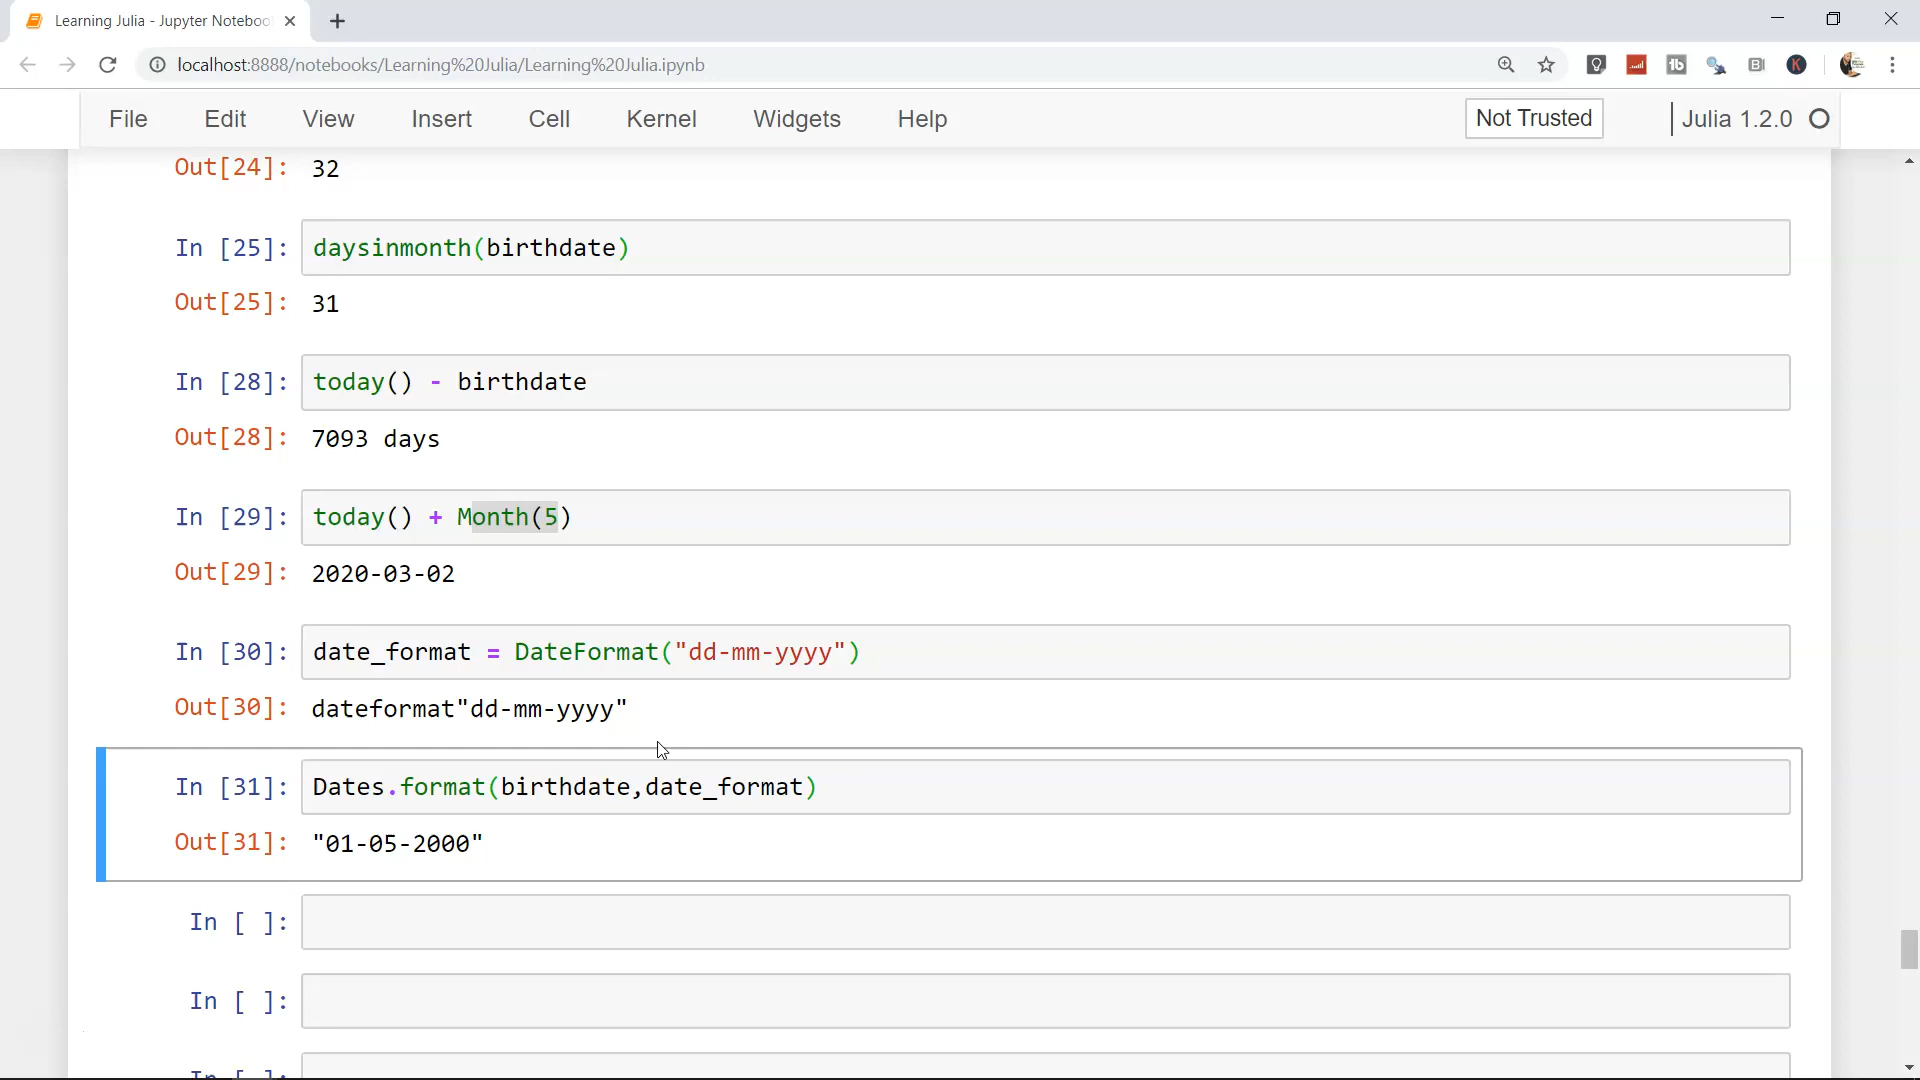 Learning Julia - Jupyter Noteboo
localhost:8888/notebooks/Learning%20Julia/Learning%20Julia.ipynb
File Edit View Insert Cell Kernel Widgets Help Not Trusted Julia 1.2.0
Out[24]: 32
In [25]: daysinmonth(birthdate)
Out[25]: 31
In [28]: today() - birthdate
Out[28]: 7093 days
In [29]: today() + Month(5)
Out[29]: 2020-03-02
In [30]: date_format = DateFormat("dd-mm-yyyy")
Out[30]: dateformat"dd-mm-yyyy"
In [31]: Dates.format(birthdate,date_format)
Out[31]: "01-05-2000"
In [ ]:
In [ ]:
In [ ]: